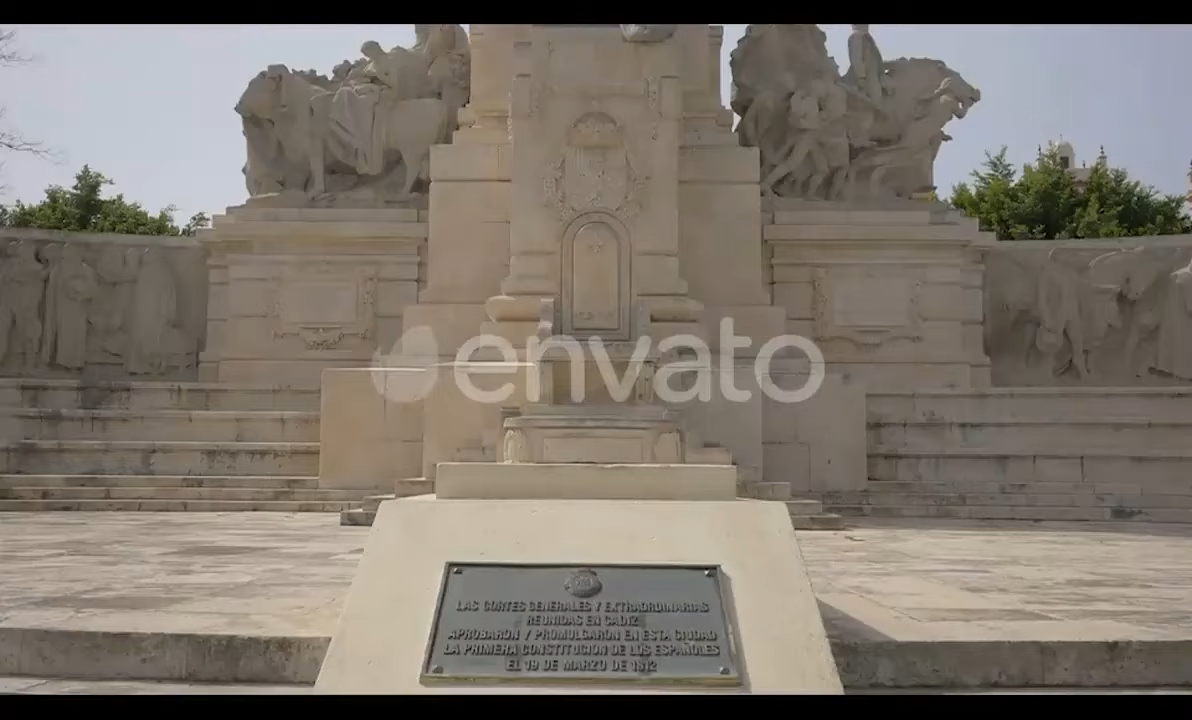 envato
LAS CORTES GENERALES Y EXTRAORDINARIAS
REUNIDAS EN CADIZ
APROBARON Y PROMULGARON EN ESTA CIUDAD
LA PRIMERA CONSTITUCION DE LOS ESPAÑOLES
EL 19 DE MARZO DE 1812